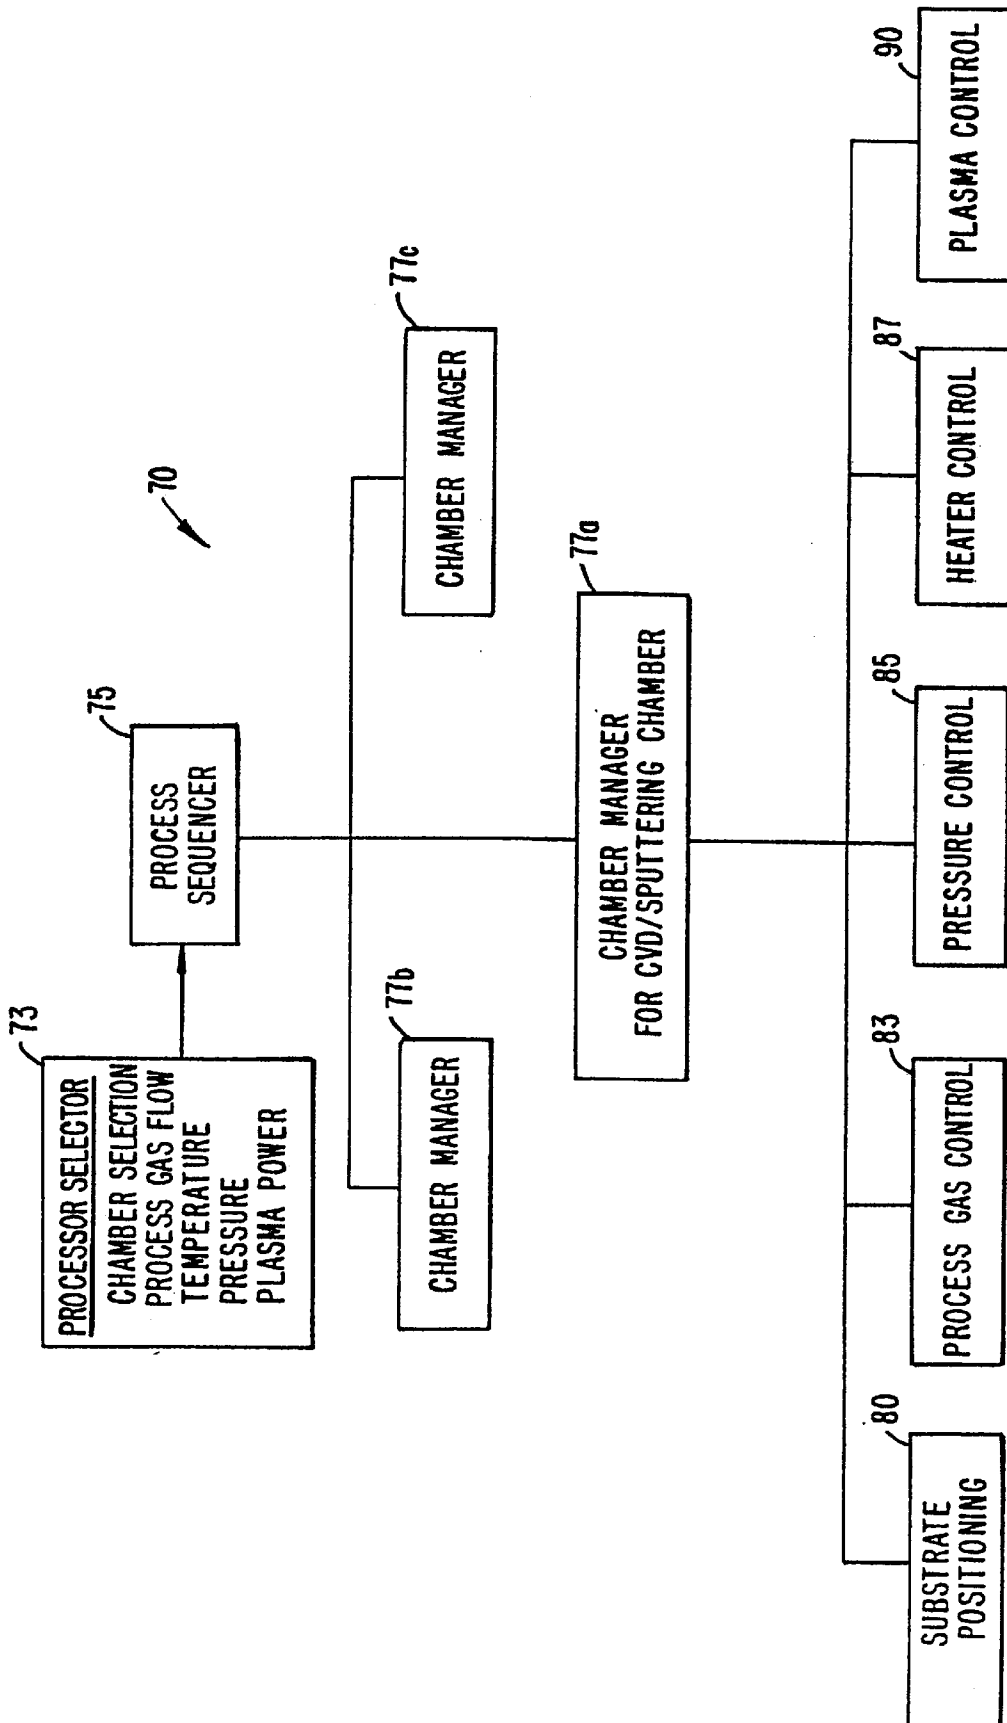 70
73
PROCESSOR SELECTOR
CHAMBER SELECTION
PROCESS GAS FLOW
TEMPERATURE
PRESSURE
PLASMA POWER
75
PROCESS
SEQUENCER
77b
CHAMBER MANAGER
77c
CHAMBER MANAGER
77a
CHAMBER MANAGER
FOR CVD/SPUTTERING CHAMBER
80
SUBSTRATE
POSITIONING
83
PROCESS GAS CONTROL
85
PRESSURE CONTROL
87
HEATER CONTROL
90
PLASMA CONTROL